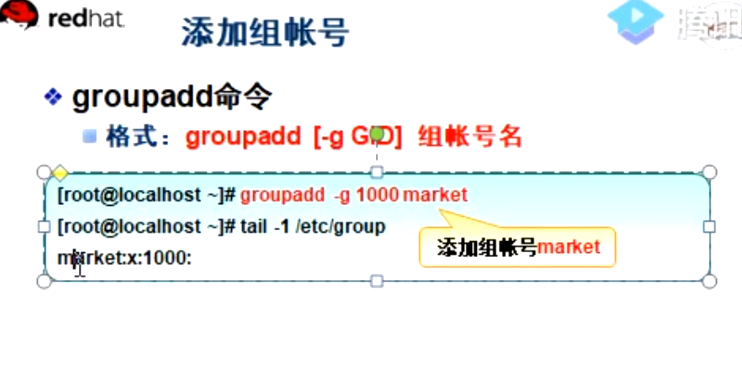 redhat.
腾讯
添加组帐号
groupadd命令
格式：groupadd [-g GID] 组帐号名
[root@localhost ~]# groupadd -g 1000 market
[root@localhost ~]# tail -1 /etc/group
添加组帐号market
market:x:1000: